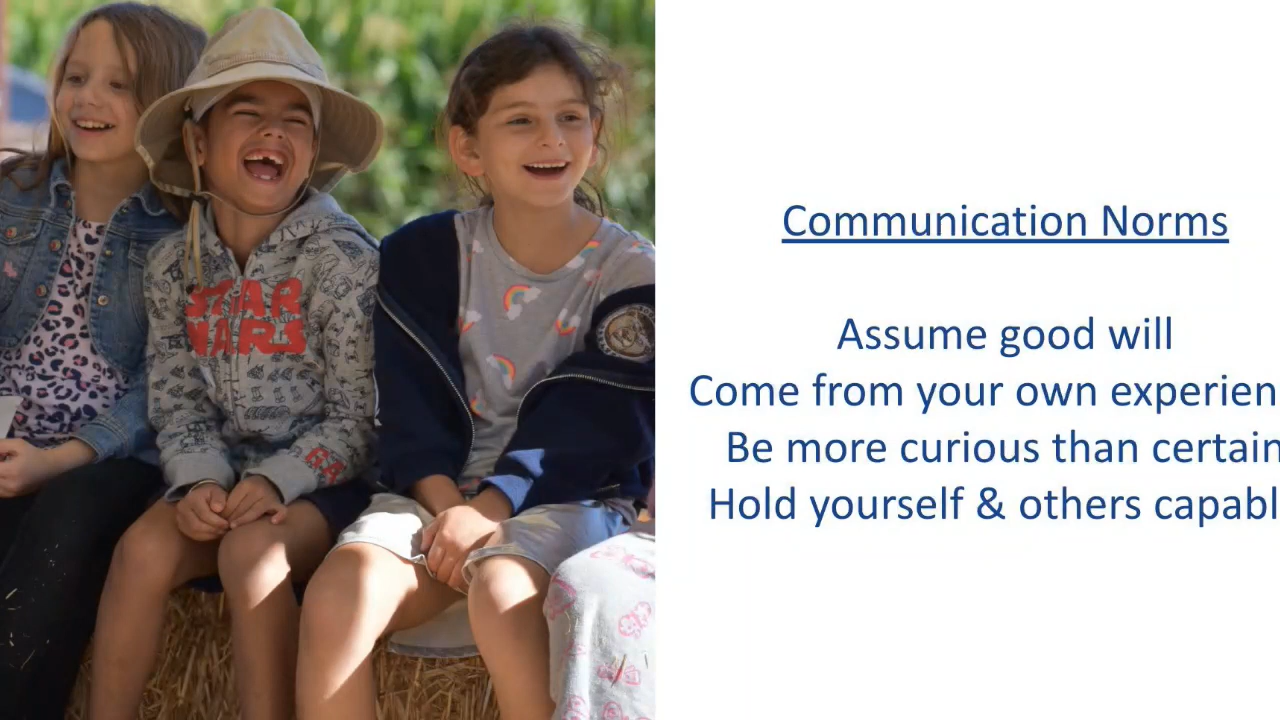 Communication Norms
Assume good will
Come from your own experien
Be more curious than certain
Hold yourself & others capabl
STAR
WARS